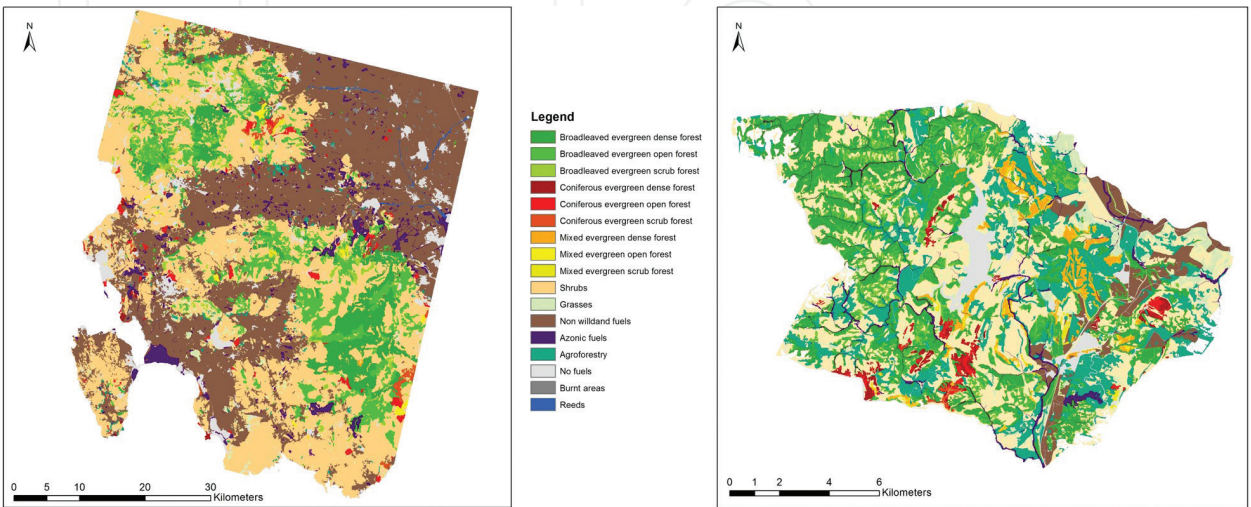 N
0 5 10 20 30
Kilometers
Legend
Broadleaved evergreen dense forest
Broadleaved evergreen open forest
Broadleaved evergreen scrub forest
Coniferous evergreen dense forest
Coniferous evergreen open forest
Coniferous evergreen scrub forest
Mixed evergreen dense forest
Mixed evergreen open forest
Mixed evergreen scrub forest
Shrubs
Grasses
Non willdand fuels
Azonic fuels
Agroforestry
No fuels
Burnt areas
Reeds
N
0 1 2 4 6
Kilometers